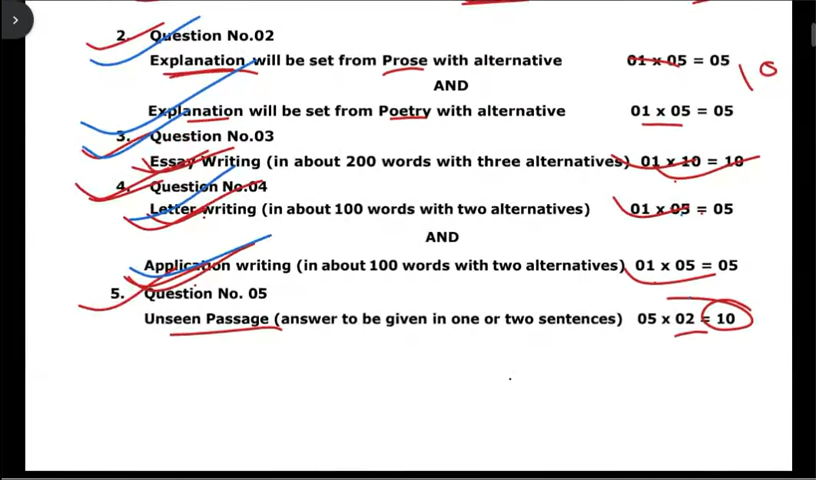 2. Question No.02
Explanation will be set from Prose with alternative 01 x 05 = 05
10
AND
Explanation will be set from Poetry with alternative 01 x 05 = 05
3. Question No.03
Essay Writing (in about 200 words with three alternatives) 01 x 10 = 10
4. Question No.04
Letter writing (in about 100 words with two alternatives) 01 x 05 = 05
AND
Application writing (in about 100 words with two alternatives) 01 x 05 = 05
5. Question No. 05
Unseen Passage (answer to be given in one or two sentences) 05 x 02 = 10